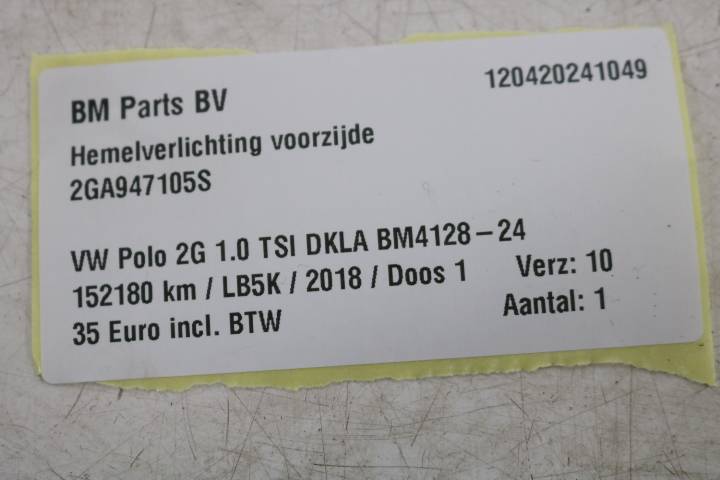 BM Parts BV 120420241049
Hemelverlichting voorzijde
2GA947105S
VW Polo 2G 1.0 TSI DKLA BM4128-24
152180 km / LB5K / 2018 / Doos 1 Verz: 10
35 Euro incl. BTW Aantal: 1